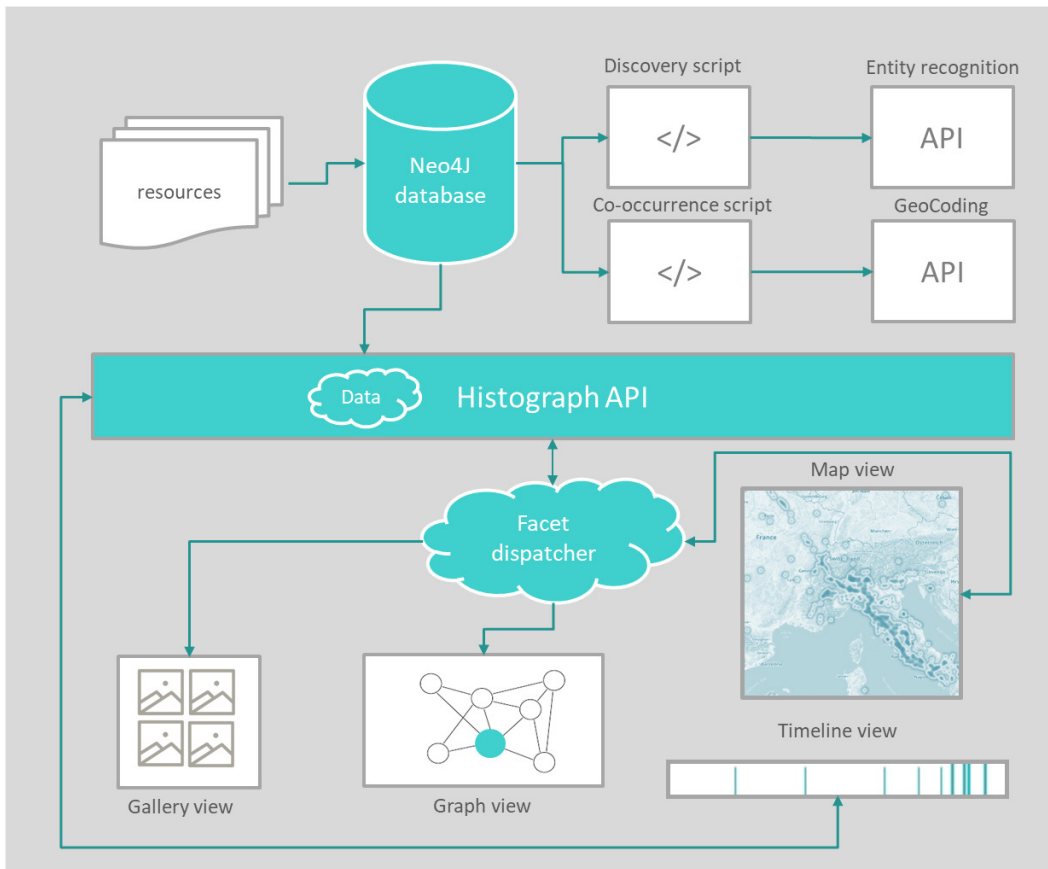 Discovery script
Entity recognition
resources
Neo4J
database
</>
API
Co-occurrence script
GeoCoding
</>
API
Data
Histograph API
Map view
Facet
dispatcher
France
Timeline view
Gallery view
Graph view